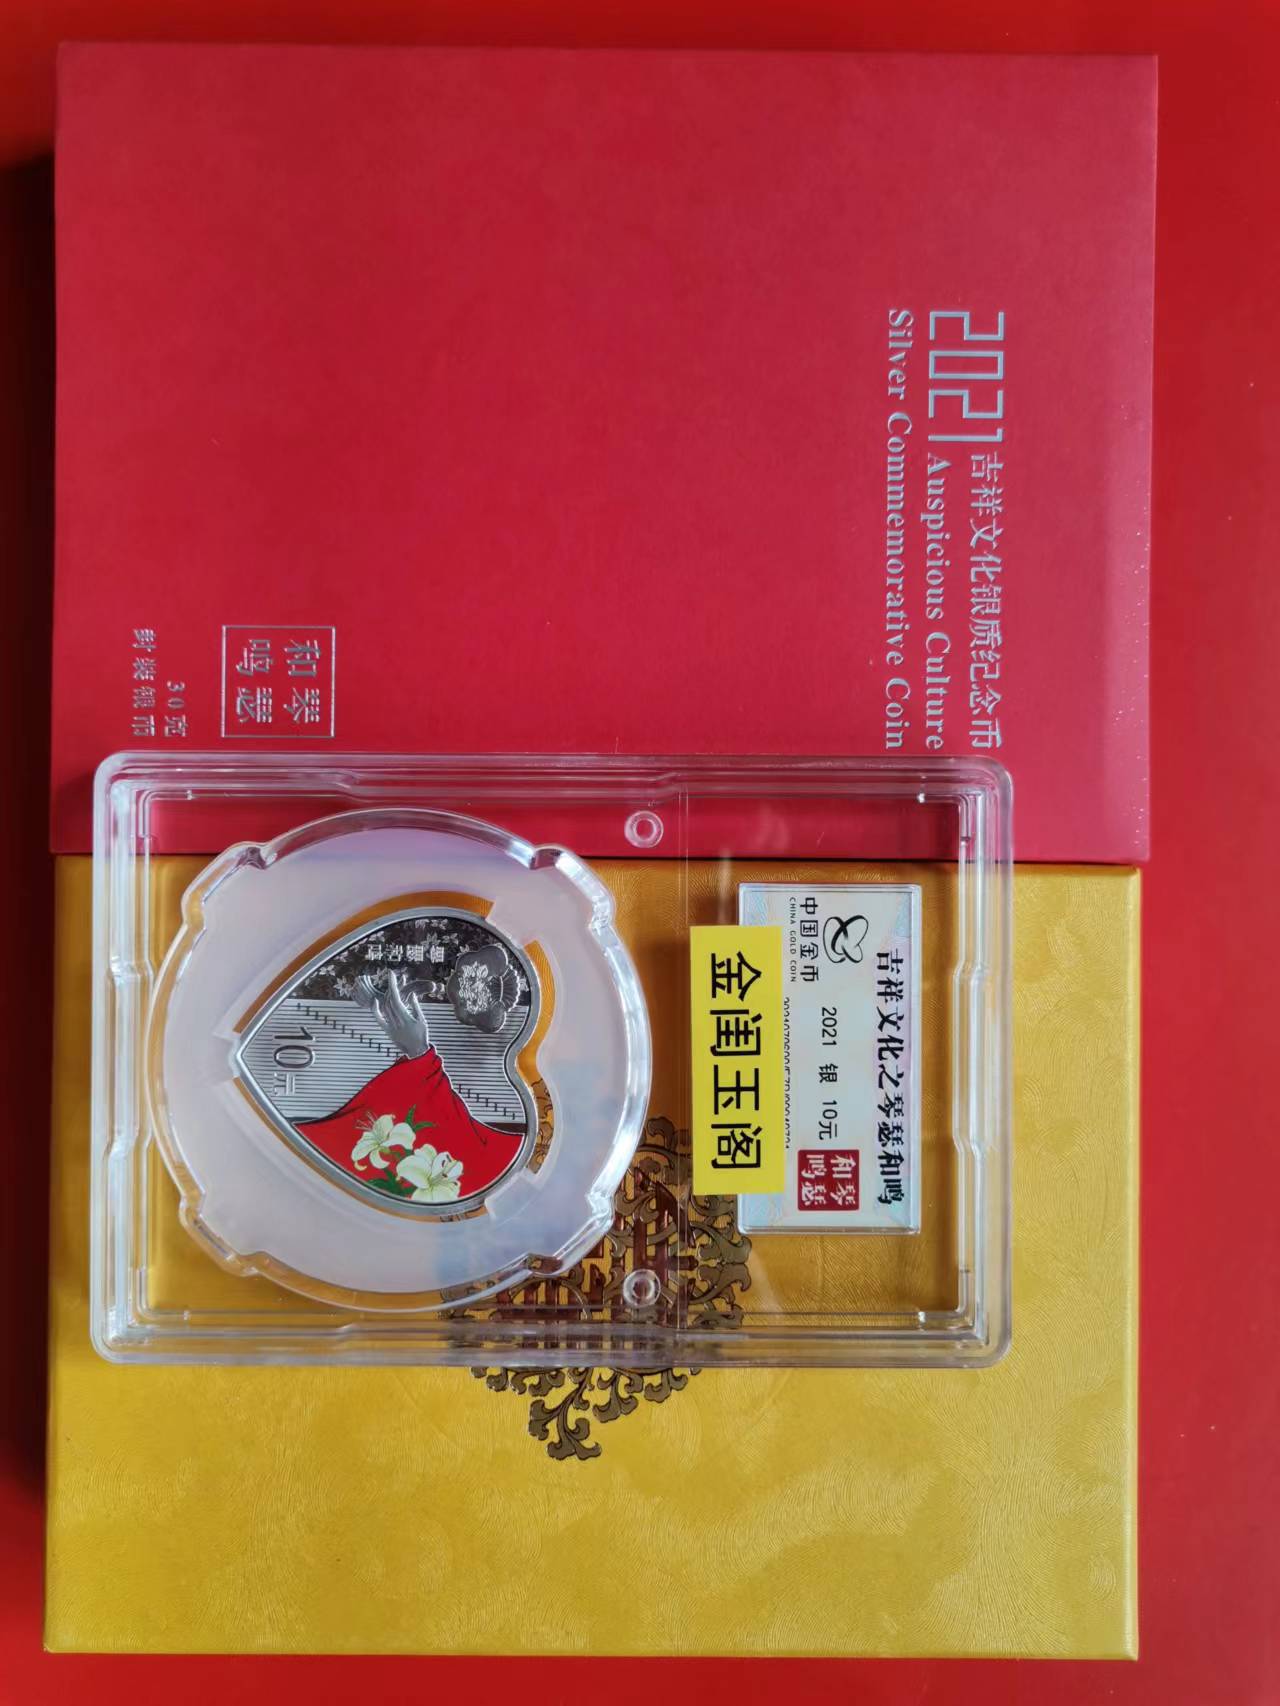 2021吉祥文化银质纪念币
Auspicious Culture
Silver Commemorative Coin
和琴
鸣瑟
30克
封装银币
吉祥文化之琴瑟和鸣
中国金币
CHINA GOLD COIN
2021 银 10元
和琴
鸣瑟
金闺玉阁
10元